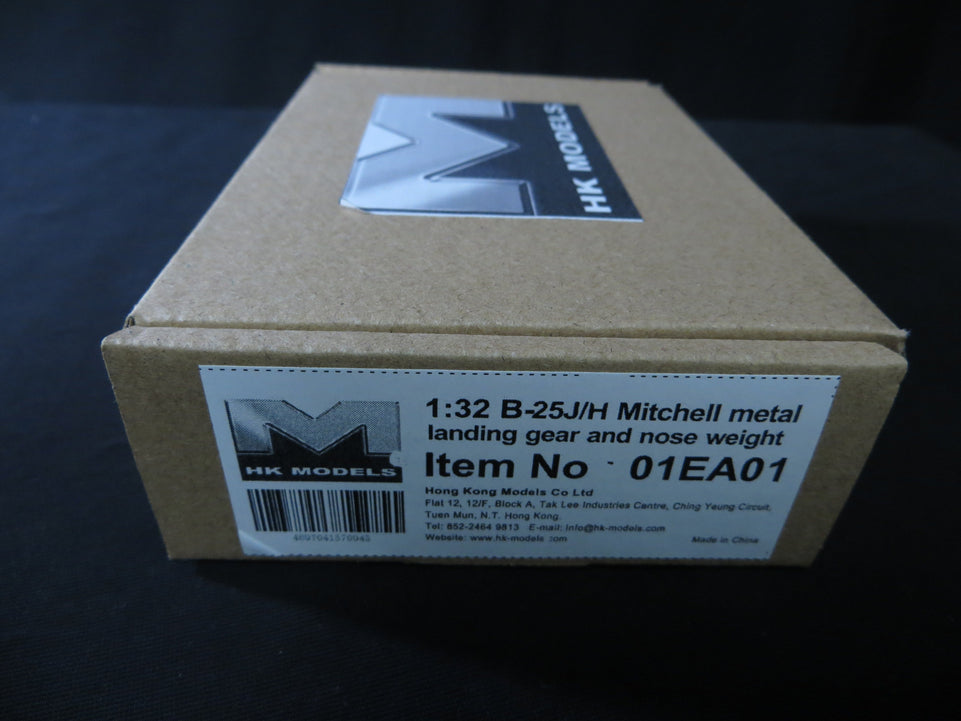 HK MODELS
1:32 B-25J/H Mitchell metal
landing gear and nose weight
Item No · 01EA01
HK MODELS
Hong Kong Models Co Ltd
Flat 12, 12/F, Block A, Tak Lee Industries Centre, Ching Yeung Circuit,
Tuen Mun, N.T. Hong Kong.
Tel: 852-2464 9813 E-mail: info@hk-models.com
Website: www.hk-models.com
Made in China